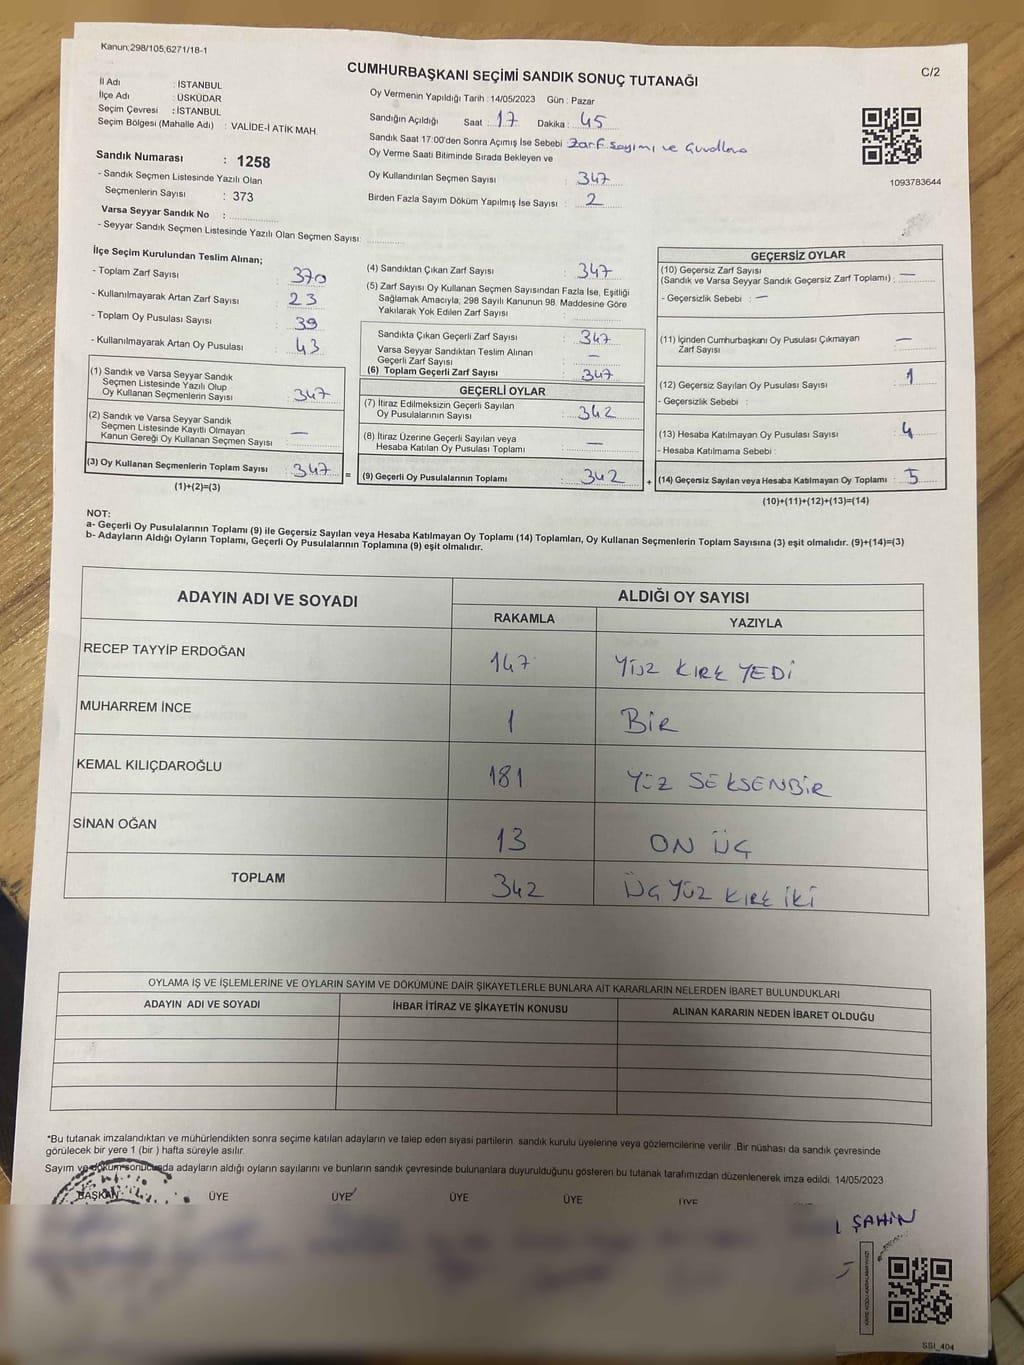 Kanun;298/105,6271/18-1
C/2
CUMHURBAŞKANI SEÇİMİ SANDIK SONUÇ TUTANAĞI
İl Adı : İSTANBUL
İlçe Adı : ÜSKÜDAR
Seçim Çevresi : İSTANBUL
Seçim Bölgesi (Mahalle Adı) : VALİDE-İ ATİK MAH.
Sandık Numarası : 1258
- Sandık Seçmen Listesinde Yazılı Olan
Seçmenlerin Sayısı : 373
Varsa Seyyar Sandık No :
- Seyyar Sandık Seçmen Listesinde Yazılı Olan Seçmen Sayısı:
Oy Vermenin Yapıldığı Tarih : 14/05/2023 Gün : Pazar
Sandığın Açıldığı Saat : 17 Dakika : 45
Sandık Saat 17:00'den Sonra Açımış İse Sebebi Zarf sayımı ve
Oy Verme Saati Bitiminde Sırada Bekleyen ve
Oy Kullandırılan Seçmen Sayısı : 347
Birden Fazla Sayım Döküm Yapılmış İse Sayısı : 2
1093783644
İlçe Seçim Kurulundan Teslim Alınan;
- Toplam Zarf Sayısı 370
- Kullanılmayarak Artan Zarf Sayısı : 23
- Toplam Oy Pusulası Sayısı : 39
- Kullanılmayarak Artan Oy Pusulası : 43
(1) Sandık ve Varsa Seyyar Sandık
Seçmen Listesinde Yazılı Olup
Oy Kullanan Seçmenlerin Sayısı : 347
(2) Sandık ve Varsa Seyyar Sandık
Seçmen Listesinde Kayıtlı Olmayan
Kanun Gereği Oy Kullanan Seçmen Sayısı : —
(3) Oy Kullanan Seçmenlerin Toplam Sayısı : 347
(1)+(2)=(3)
=
(4) Sandıktan Çıkan Zarf Sayısı : 347
(5) Zarf Sayısı Oy Kullanan Seçmen Sayısından Fazla İse, Eşitliği
Sağlamak Amacıyla; 298 Sayılı Kanunun 98. Maddesine Göre
Yakılarak Yok Edilen Zarf Sayısı :
Sandıkta Çıkan Geçerli Zarf Sayısı : 347
Varsa Seyyar Sandıktan Teslim Alınan
Geçerli Zarf Sayısı : —
(6) Toplam Geçerli Zarf Sayısı : 347
GEÇERLİ OYLAR
(7) İtiraz Edilmeksizin Geçerli Sayılan
Oy Pusulalarının Sayısı : 342
(8) İtiraz Üzerine Geçerli Sayılan veya
Hesaba Katılan Oy Pusulası Toplamı : —
(9) Geçerli Oy Pusulalarının Toplamı : 342
+
GEÇERSİZ OYLAR
(10) Geçersiz Zarf Sayısı
(Sandık ve Varsa Seyyar Sandık Geçersiz Zarf Toplamı) : —
- Geçersizlik Sebebi : —
(11) İçinden Cumhurbaşkanı Oy Pusulası Çıkmayan
Zarf Sayısı : —
(12) Geçersiz Sayılan Oy Pusulası Sayısı : 1
- Geçersizlik Sebebi :
(13) Hesaba Katılmayan Oy Pusulası Sayısı : 4
- Hesaba Katılmama Sebebi :
(14) Geçersiz Sayılan veya Hesaba Katılmayan Oy Toplamı : 5
(10)+(11)+(12)+(13)=(14)
NOT:
a- Geçerli Oy Pusulalarının Toplamı (9) ile Geçersiz Sayılan veya Hesaba Katılmayan Oy Toplamı (14) Toplamları, Oy Kullanan Seçmenlerin Toplam Sayısına (3) eşit olmalıdır. (9)+(14)=(3)
b- Adayların Aldığı Oyların Toplamı, Geçerli Oy Pusulalarının Toplamına (9) eşit olmalıdır.
ADAYIN ADI VE SOYADI ALDIĞI OY SAYISI
RAKAMLA YAZIYLA
RECEP TAYYİP ERDOĞAN 147 YÜZ KIRK YEDİ
MUHARREM İNCE 1 BİR
KEMAL KILIÇDAROĞLU 181 YÜZ SEKSENBİR
SİNAN OĞAN 13 ON ÜÇ
TOPLAM 342 ÜÇ YÜZ KIRK İKİ
OYLAMA İŞ VE İŞLEMLERİNE VE OYLARIN SAYIM VE DÖKÜMÜNE DAİR ŞİKAYETLERLE BUNLARA AİT KARARLARIN NELERDEN İBARET BULUNDUKLARI
ADAYIN ADI VE SOYADI İHBAR İTİRAZ VE ŞİKAYETİN KONUSU ALINAN KARARIN NEDEN İBARET OLDUĞU
*Bu tutanak imzalandıktan ve mühürlendikten sonra seçime katılan adayların ve talep eden siyasi partilerin sandık kurulu üyelerine veya gözlemcilerine verilir .Bir nüshası da sandık çevresinde
görülecek bir yere 1 (bir ) hafta süreyle asılır.
Sayım ve döküm sonucunda adayların aldığı oyların sayılarını ve bunların sandık çevresinde bulunanlara duyurulduğunu gösteren bu tutanak tarafımızdan düzenlenerek imza edildi. 14/05/2023
BAŞKAN ÜYE ÜYE ÜYE ÜYE ÜYE
ŞAHİN
SSI_404